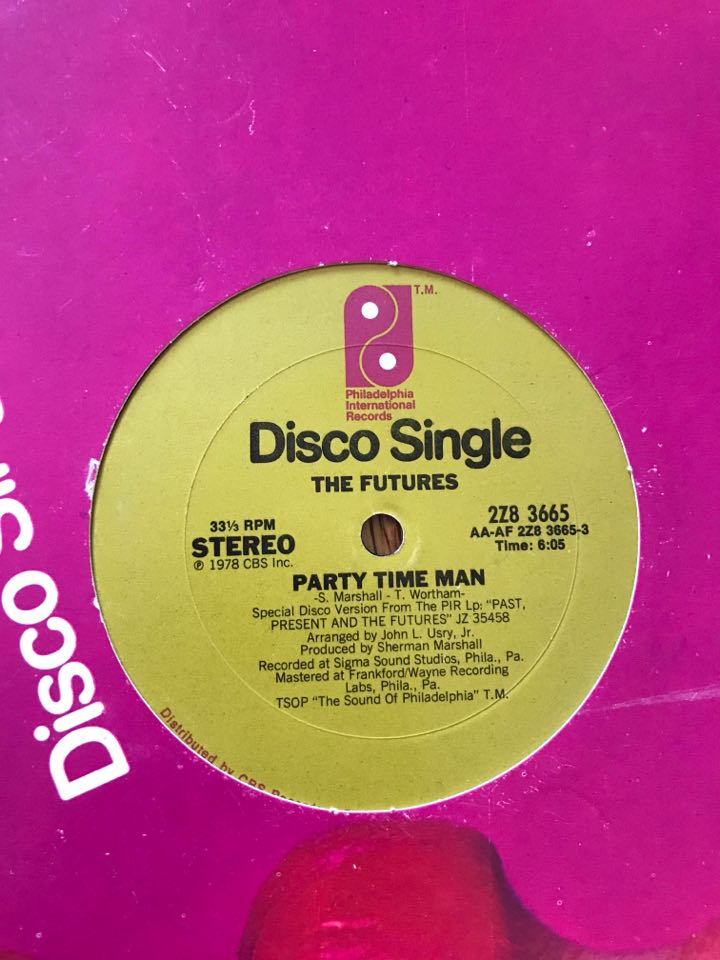 T.M.
Philadelphia
International
Records
Disco Single
THE FUTURES
33⅓ RPM
STEREO
℗ 1978 CBS Inc.
2Z8 3665
AA-AF 2Z8 3665-3
Time: 6:05
PARTY TIME MAN
-S. Marshall - T. Wortham-
Special Disco Version From The PIR Lp: "PAST,
PRESENT AND THE FUTURES" JZ 35458
Arranged by John L. Usry, Jr.
Produced by Sherman Marshall
Recorded at Sigma Sound Studios, Phila., Pa.
Mastered at Frankford/Wayne Recording
Labs, Phila., Pa.
TSOP "The Sound Of Philadelphia" T.M.
Distributed by CBS
Disco